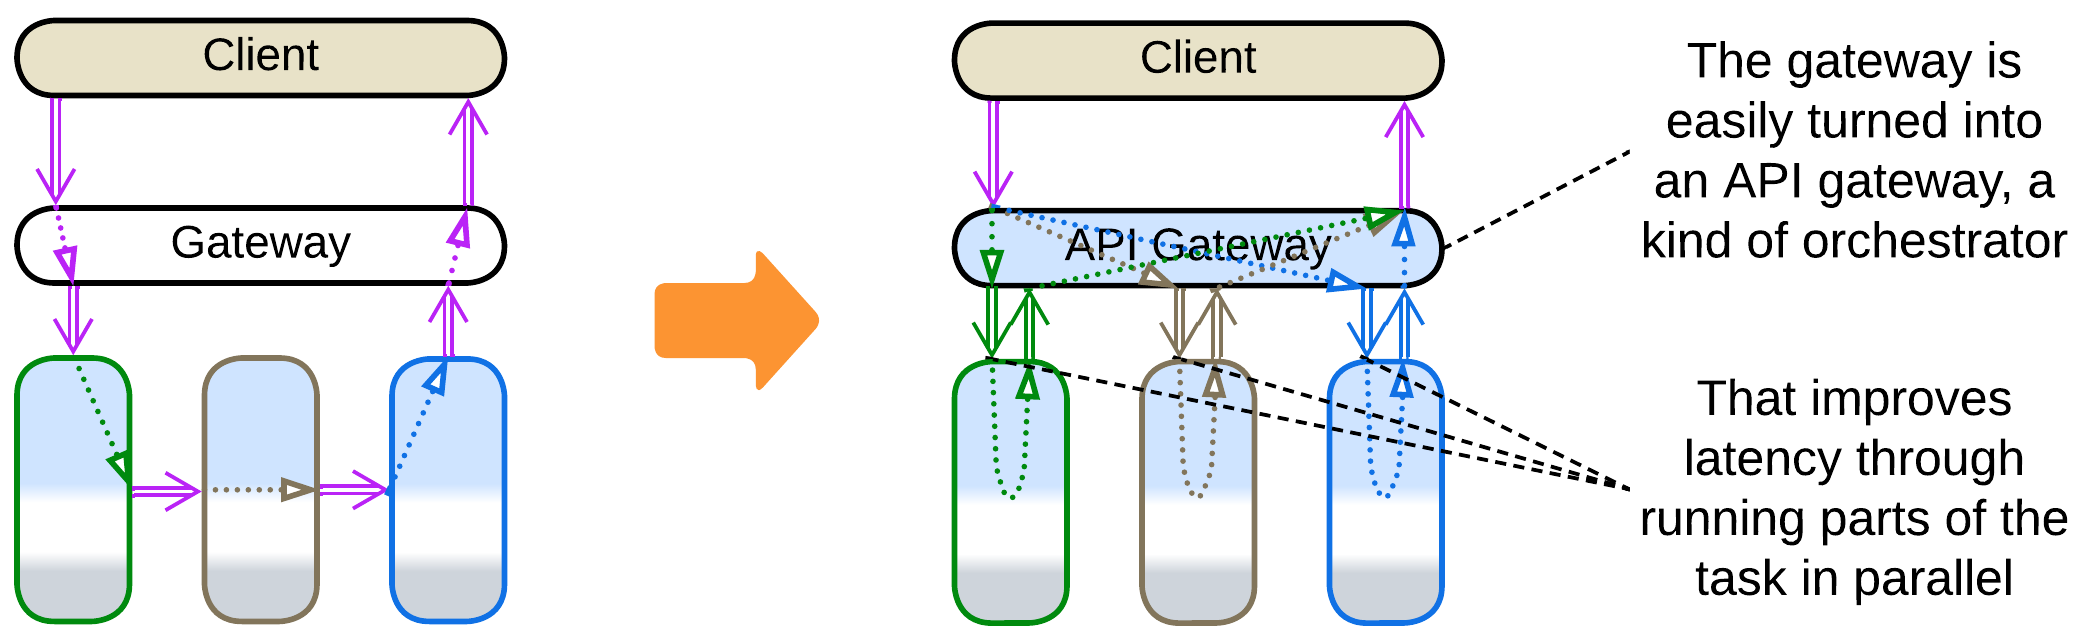 Client
Gateway
Client
API Gateway
The gateway is
easily turned into
an API gateway, a
kind of orchestrator
That improves
latency through
running parts of the
task in parallel